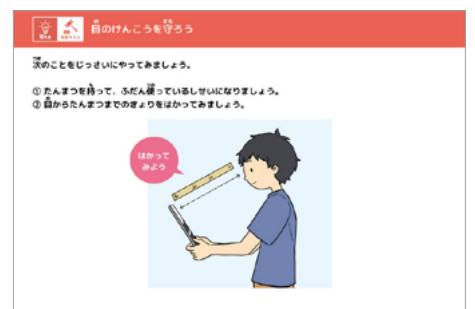 目のけんこうを守ろう
次のことをじっさいにやってみましょう。
① たんまつを持って、ふだん使っているしせいになりましょう。
② 目からたんまつまでのきょりをはかってみましょう。
はかって
みよう